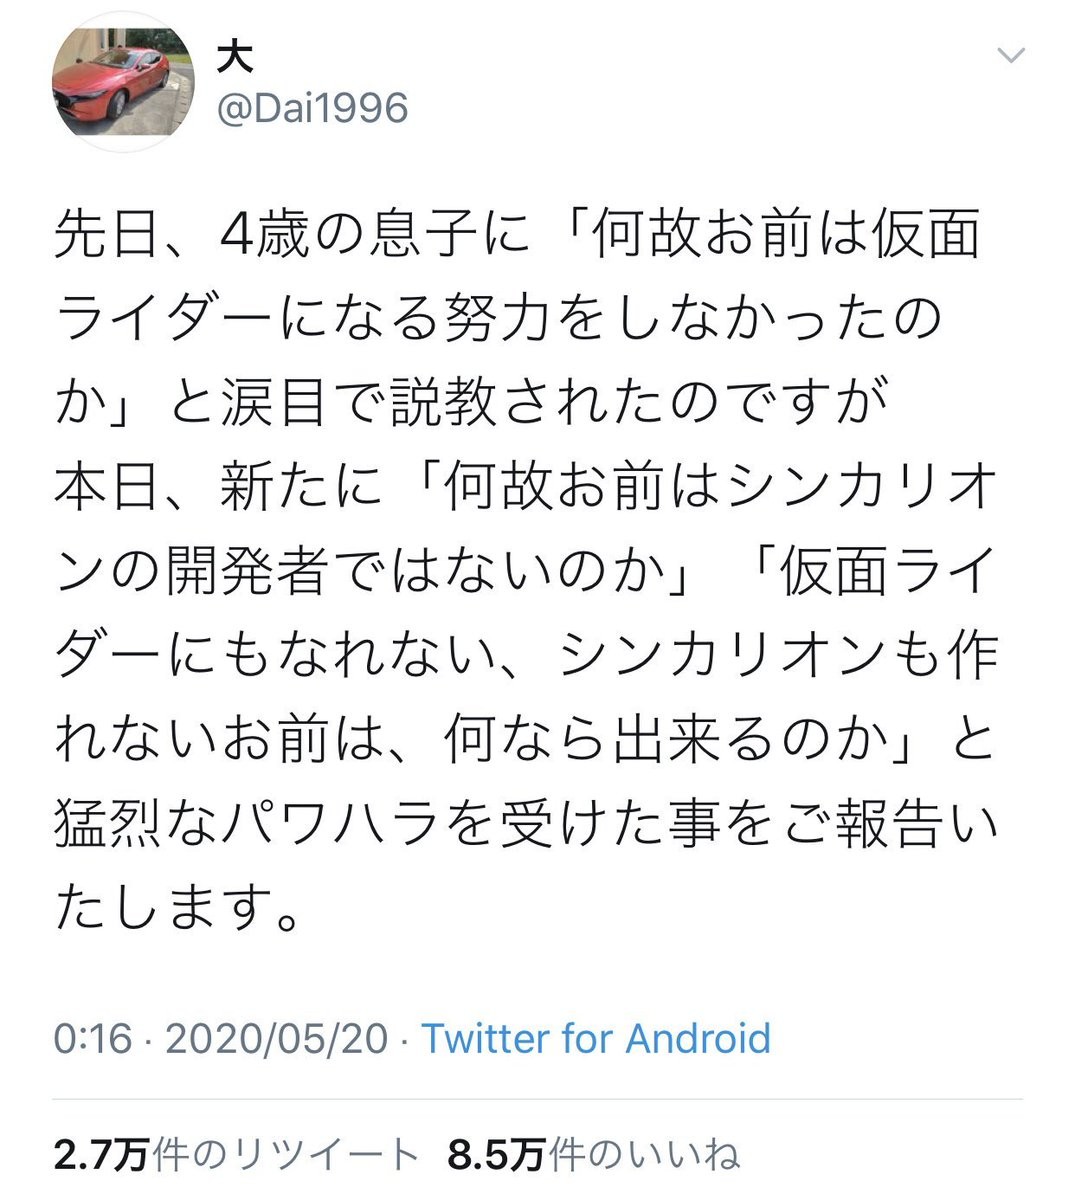 大
@Dai1996
先日、4歳の息子に「何故お前は仮面
ライダーになる努力をしなかったの
か」と涙目で説教されたのですが
本日、新たに「何故お前はシンカリオ
ンの開発者ではないのか」「仮面ライ
ダーにもなれない、シンカリオンも作
れないお前は、何なら出来るのか」と
猛烈なパワハラを受けた事をご報告い
たします。
0:16 · 2020/05/20 · Twitter for Android
2.7万件のリツイート 8.5万件のいいね